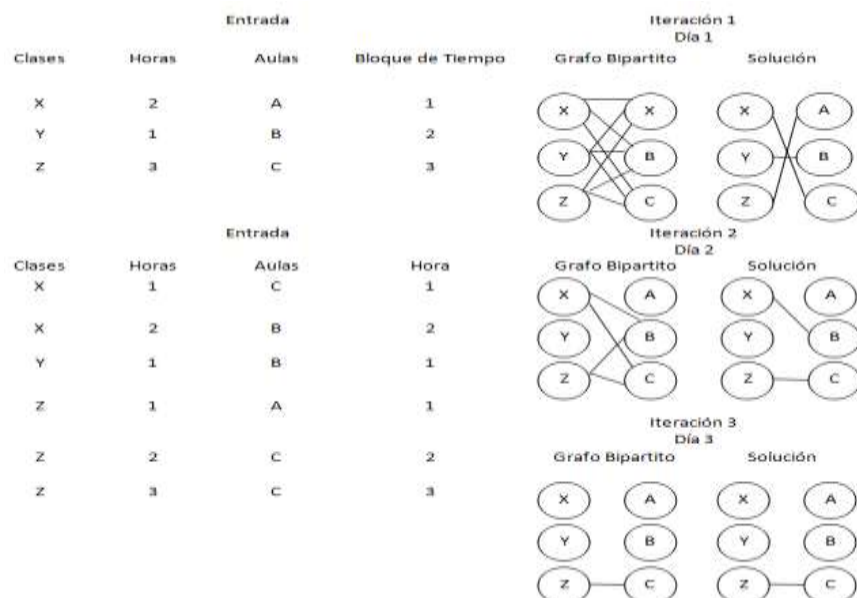 Entrada
Clases Horas Aulas Bloque de Tiempo
X 2 A 1
Y 1 B 2
Z 3 C 3
Iteración 1
Día 1
Grafo Bipartito Solución
X X X A
Y B Y B
Z C Z C
Entrada
Clases Horas Aulas Hora
X 1 C 1
X 2 B 2
Y 1 B 1
Z 1 A 1
Z 2 C 2
Z 3 C 3
Iteración 2
Día 2
Grafo Bipartito Solución
X A X A
Y B Y B
Z C Z C
Iteración 3
Día 3
Grafo Bipartito Solución
X A X A
Y B Y B
Z C Z C